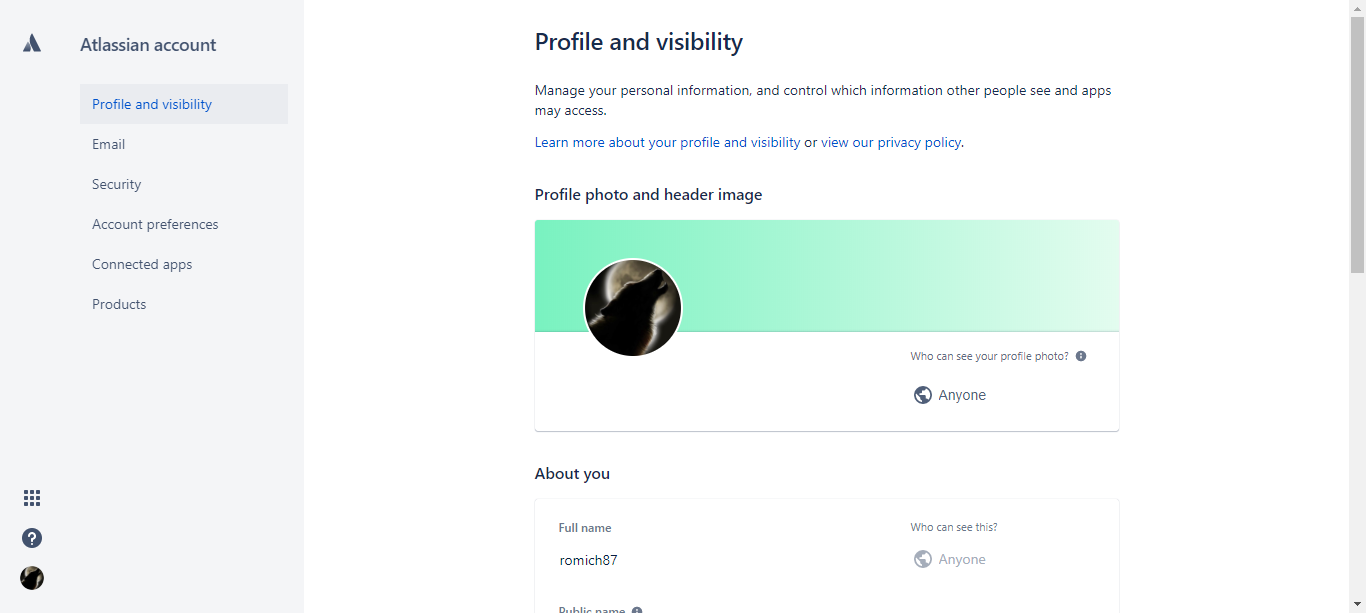 Atlassian account
Profile and visibility
Email
Security
Account preferences
Connected apps
Products
Profile and visibility
Manage your personal information, and control which information other people see and apps
may access.
Learn more about your profile and visibility or view our privacy policy.
Profile photo and header image
Who can see your profile photo?
Anyone
About you
Full name
Who can see this?
romich87
Anyone
Public name